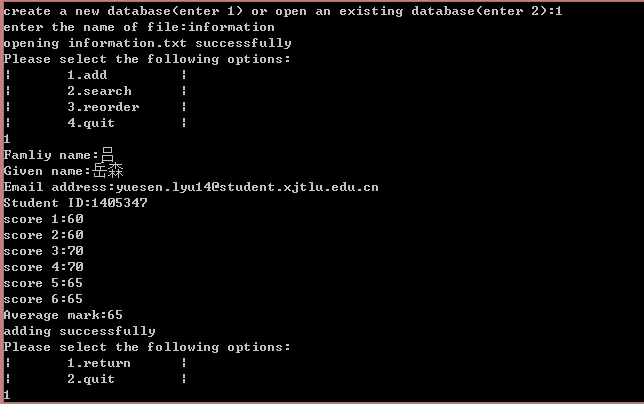 create a new database(enter 1) or open an existing database(enter 2):1
enter the name of file:information
opening information.txt successfully
Please select the following options:
¦       1.add         ¦
¦       2.search      ¦
¦       3.reorder     ¦
¦       4.quit        ¦
1
Famliy name:吕
Given name:岳森
Email address:yuesen.lyu14@student.xjtlu.edu.cn
Student ID:1405347
score 1:60
score 2:60
score 3:70
score 4:70
score 5:65
score 6:65
Average mark:65
adding successfully
Please select the following options:
¦       1.return      ¦
¦       2.quit        ¦
1